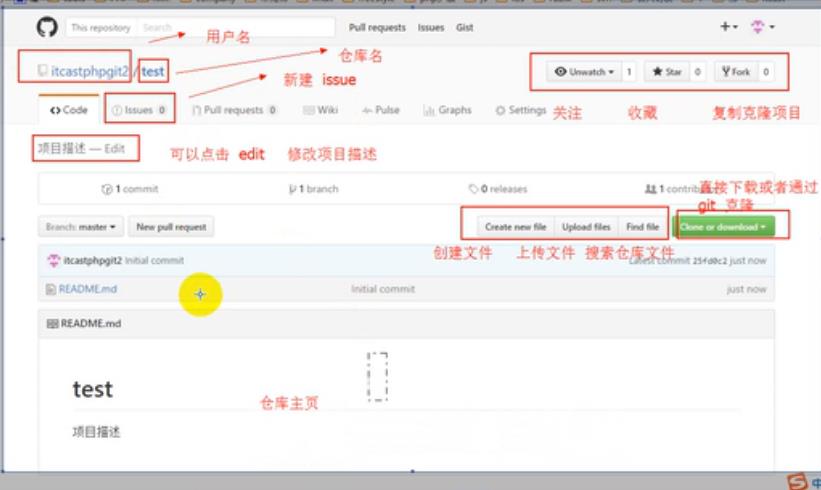 This repository Search Pull requests Issues Gist
用户名
仓库名
itcastphpgit2 / test
新建 issue
Unwatch 1 Star 0 Fork 0
Code Issues 0 Pull requests 0 Wiki Pulse Graphs Settings
关注 收藏 复制克隆项目
项目描述 — Edit
可以点击 edit 修改项目描述
1 commit 1 branch 0 releases 1
直接下载或者通过
git 克隆
Branch: master New pull request Create new file Upload files Find file Clone or download
创建文件 上传文件 搜索仓库文件
itcastphpgit2 Initial commit Latest commit 25fd0c2 just now
README.md Initial commit just now
README.md
test
仓库主页
项目描述
中